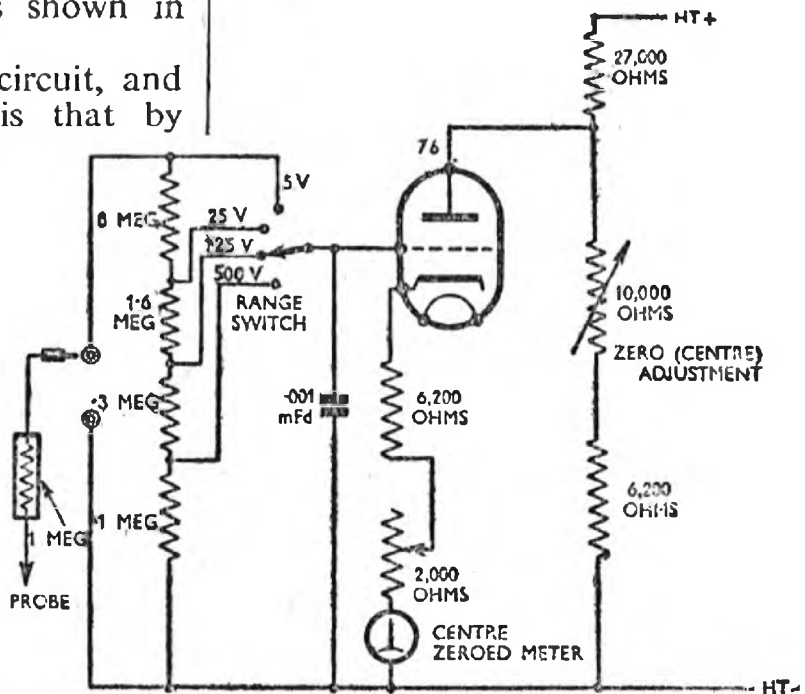 s shown in
circuit, and
is that by
HT+
27,000
OHMS
76
5 V
8 MEG
25 V
125 V
500 V
RANGE
SWITCH
1·6
MEG
10,000
OHMS
ZERO (CENTRE)
ADJUSTMENT
·3 MEG
·001
mFd
6,200
OHMS
6,200
OHMS
·1 MEG
1 MEG
PROBE
2,000
OHMS
CENTRE
ZEROED METER
HT-